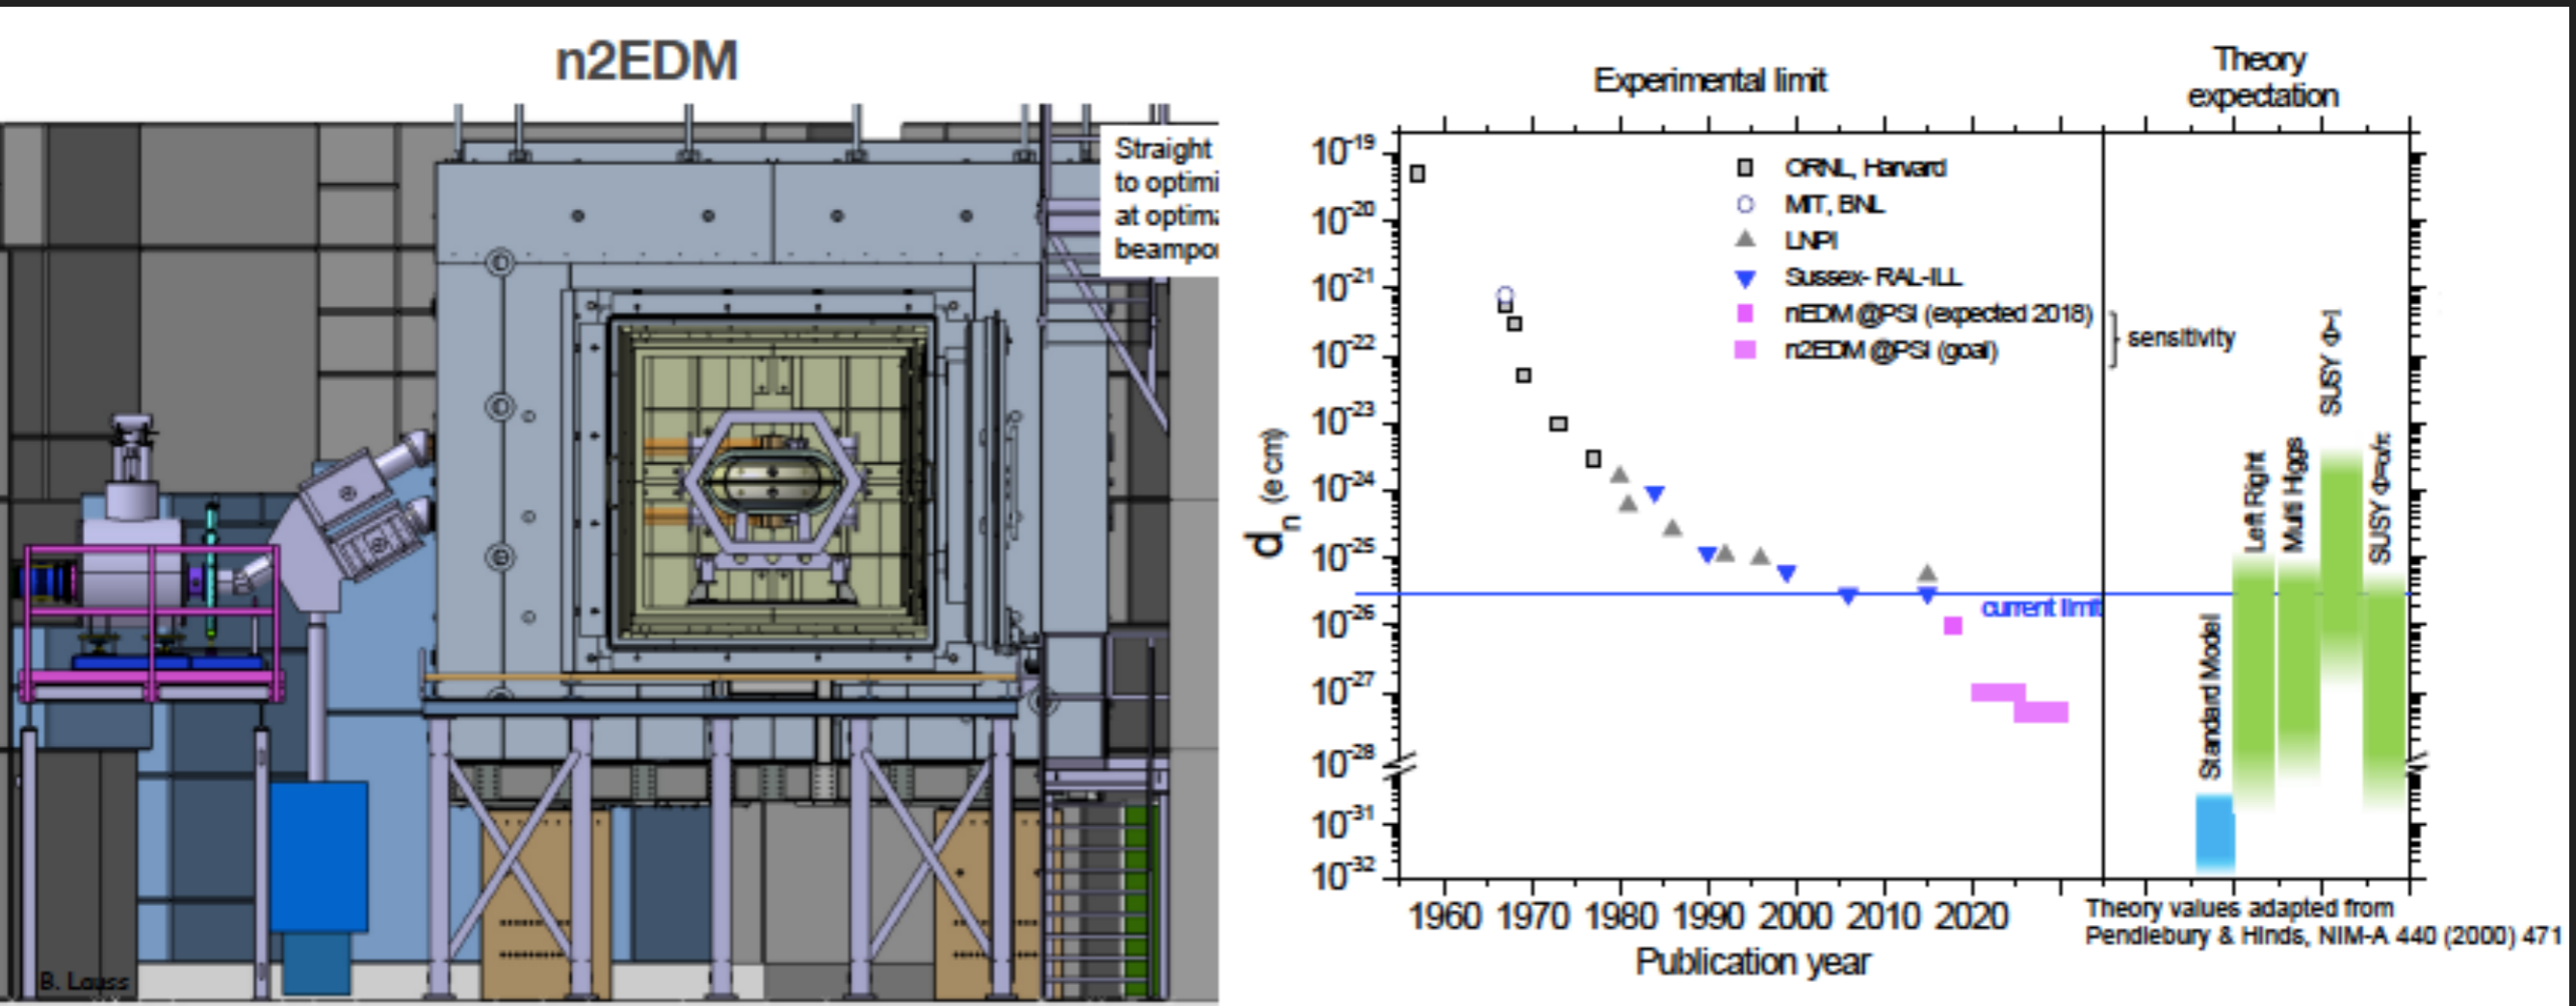 n2EDM
Straight
to optimi
at optima
beampor
B. Lauss
Experimental limit
Theory
expectation
10-19
10-20
10-21
10-22
10-23
10-24
10-25
10-26
10-27
10-28
10-31
10-32
dn (e cm)
ORNL, Harvard
MIT, BNL
LNPI
Sussex- RAL-ILL
nEDM @PSI (expected 2018)
n2EDM @PSI (goal)
sensitivity
current limit
Standard Model
Left Right
Multi Higgs
SUSY Φ~1
SUSY Φ~α/π
1960 1970 1980 1990 2000 2010 2020
Publication year
Theory values adapted from
Pendlebury & Hinds, NIM-A 440 (2000) 471